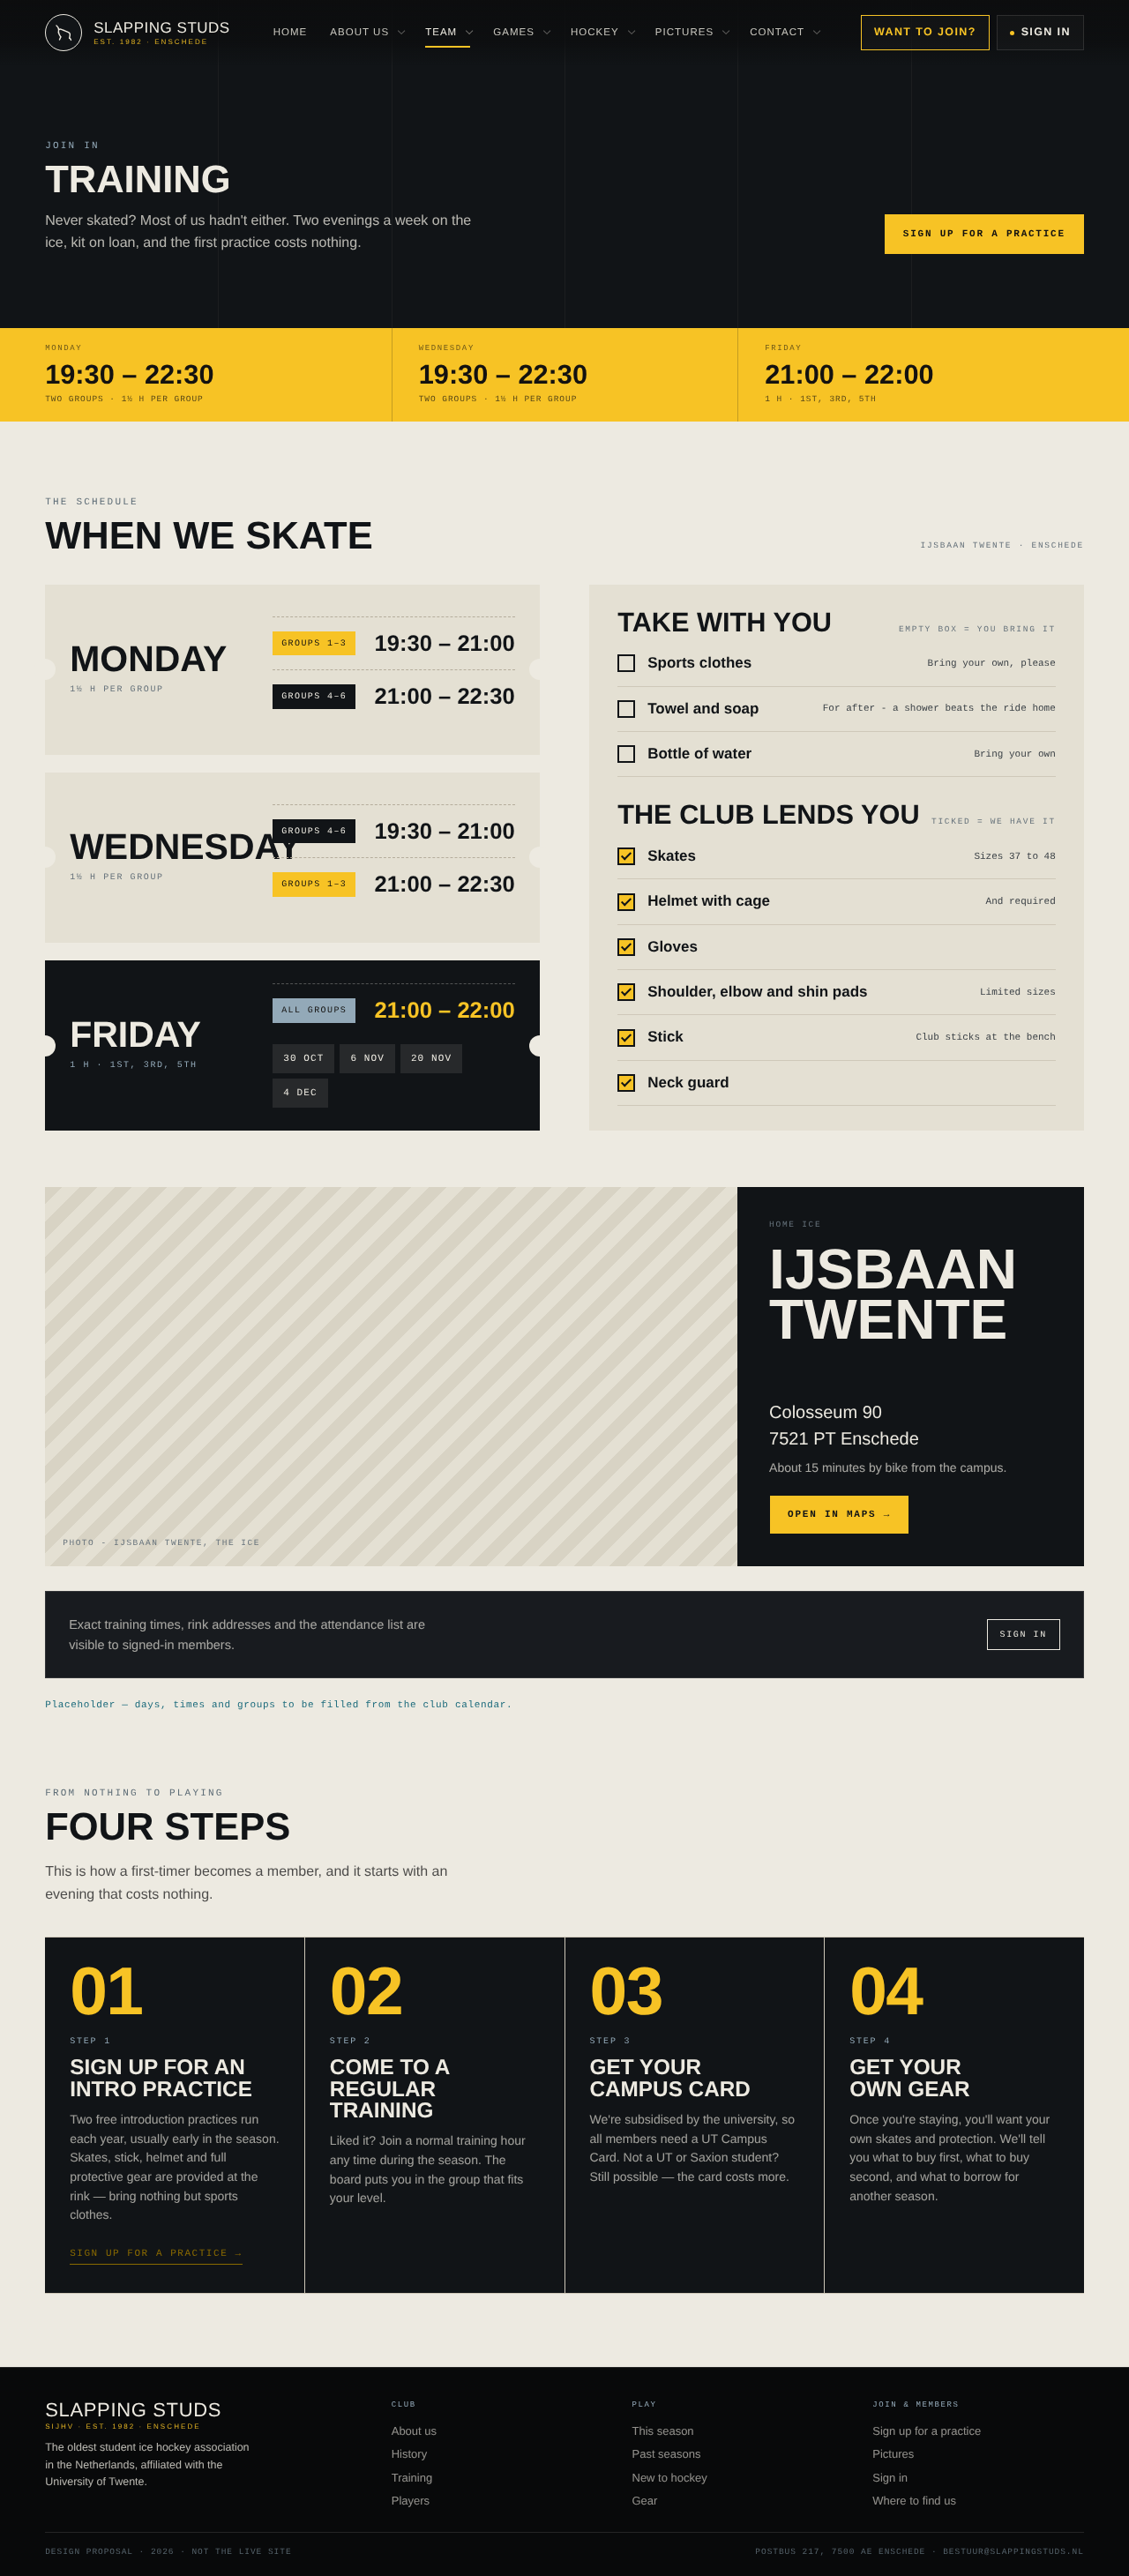 SLAPPING STUDS
EST. 1982 · ENSCHEDE
HOME
ABOUT US
TEAM
GAMES
HOCKEY
PICTURES
CONTACT
WANT TO JOIN?
SIGN IN
JOIN IN
TRAINING
Never skated? Most of us hadn't either. Two evenings a week on the
ice, kit on loan, and the first practice costs nothing.
SIGN UP FOR A PRACTICE
MONDAY
19:30 – 22:30
TWO GROUPS · 1½ H PER GROUP
WEDNESDAY
19:30 – 22:30
TWO GROUPS · 1½ H PER GROUP
FRIDAY
21:00 – 22:00
1 H · 1ST, 3RD, 5TH
THE SCHEDULE
WHEN WE SKATE
IJSBAAN TWENTE · ENSCHEDE
MONDAY
1½ H PER GROUP
GROUPS 1–3
19:30 – 21:00
GROUPS 4–6
21:00 – 22:30
WEDNESDAY
1½ H PER GROUP
GROUPS 4–6
19:30 – 21:00
GROUPS 1–3
21:00 – 22:30
FRIDAY
1 H · 1ST, 3RD, 5TH
ALL GROUPS
21:00 – 22:00
30 OCT
6 NOV
20 NOV
4 DEC
TAKE WITH YOU
EMPTY BOX = YOU BRING IT
Sports clothes
Bring your own, please
Towel and soap
For after - a shower beats the ride home
Bottle of water
Bring your own
THE CLUB LENDS YOU
TICKED = WE HAVE IT
Skates
Sizes 37 to 48
Helmet with cage
And required
Gloves
Shoulder, elbow and shin pads
Limited sizes
Stick
Club sticks at the bench
Neck guard
PHOTO · IJSBAAN TWENTE, THE ICE
HOME ICE
IJSBAAN
TWENTE
Colosseum 90
7521 PT Enschede
About 15 minutes by bike from the campus.
OPEN IN MAPS →
Exact training times, rink addresses and the attendance list are
visible to signed-in members.
SIGN IN
Placeholder — days, times and groups to be filled from the club calendar.
FROM NOTHING TO PLAYING
FOUR STEPS
This is how a first-timer becomes a member, and it starts with an
evening that costs nothing.
01
STEP 1
SIGN UP FOR AN
INTRO PRACTICE
Two free introduction practices run
each year, usually early in the season.
Skates, stick, helmet and full
protective gear are provided at the
rink — bring nothing but sports
clothes.
SIGN UP FOR A PRACTICE →
02
STEP 2
COME TO A
REGULAR
TRAINING
Liked it? Join a normal training hour
any time during the season. The
board puts you in the group that fits
your level.
03
STEP 3
GET YOUR
CAMPUS CARD
We're subsidised by the university, so
all members need a UT Campus
Card. Not a UT or Saxion student?
Still possible — the card costs more.
04
STEP 4
GET YOUR
OWN GEAR
Once you're staying, you'll want your
own skates and protection. We'll tell
you what to buy first, what to buy
second, and what to borrow for
another season.
SLAPPING STUDS
SIJHV · EST. 1982 · ENSCHEDE
The oldest student ice hockey association
in the Netherlands, affiliated with the
University of Twente.
CLUB
About us
History
Training
Players
PLAY
This season
Past seasons
New to hockey
Gear
JOIN & MEMBERS
Sign up for a practice
Pictures
Sign in
Where to find us
DESIGN PROPOSAL · 2026 · NOT THE LIVE SITE
POSTBUS 217, 7500 AE ENSCHEDE · BESTUUR@SLAPPINGSTUDS.NL